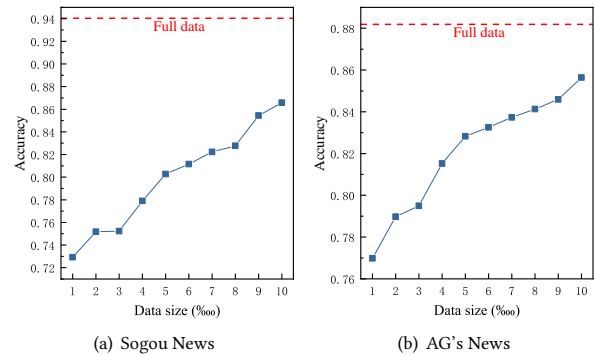 0.94
0.92
0.90
0.88
0.86
0.84
0.82
0.80
0.78
0.76
0.74
0.72
Accuracy
Full data
1 2 3 4 5 6 7 8 9 10
Data size (‱)
(a) Sogou News
0.88
0.84
0.82
0.80
0.78
0.76
Accuracy
Full data
1 2 3 4 5 6 7 8 9 10
Data size (‱)
(b) AG's News